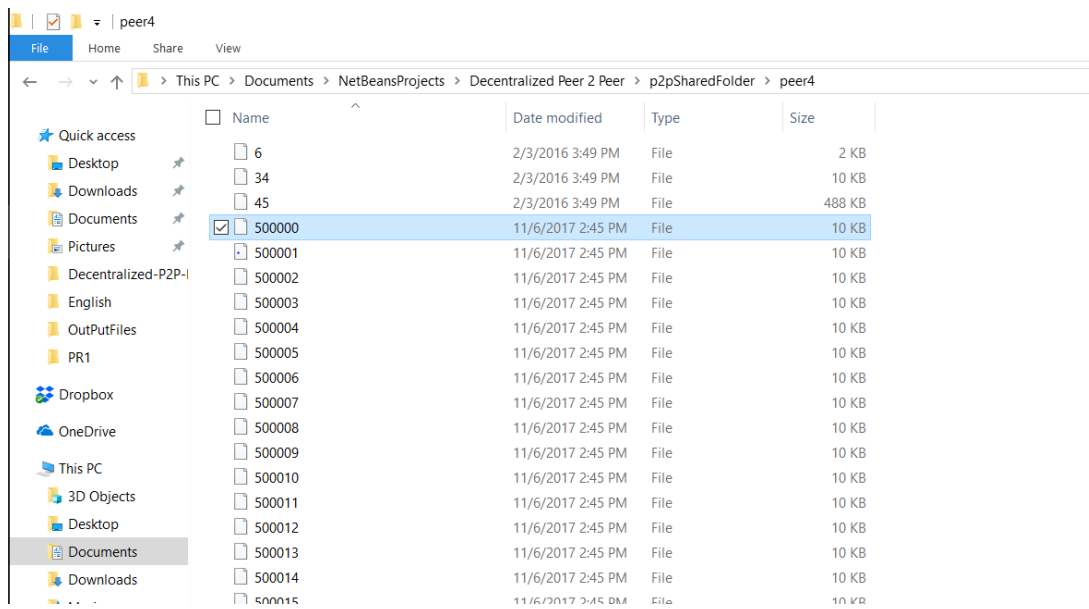 peer4
File Home Share View
This PC > Documents > NetBeansProjects > Decentralized Peer 2 Peer > p2pSharedFolder > peer4
Name Date modified Type Size
Quick access
Desktop
Downloads
Documents
Pictures
Decentralized-P2P-
English
OutPutFiles
PR1
Dropbox
OneDrive
This PC
3D Objects
Desktop
Documents
Downloads
6 2/3/2016 3:49 PM File 2 KB
34 2/3/2016 3:49 PM File 10 KB
45 2/3/2016 3:49 PM File 488 KB
500000 11/6/2017 2:45 PM File 10 KB
500001 11/6/2017 2:45 PM File 10 KB
500002 11/6/2017 2:45 PM File 10 KB
500003 11/6/2017 2:45 PM File 10 KB
500004 11/6/2017 2:45 PM File 10 KB
500005 11/6/2017 2:45 PM File 10 KB
500006 11/6/2017 2:45 PM File 10 KB
500007 11/6/2017 2:45 PM File 10 KB
500008 11/6/2017 2:45 PM File 10 KB
500009 11/6/2017 2:45 PM File 10 KB
500010 11/6/2017 2:45 PM File 10 KB
500011 11/6/2017 2:45 PM File 10 KB
500012 11/6/2017 2:45 PM File 10 KB
500013 11/6/2017 2:45 PM File 10 KB
500014 11/6/2017 2:45 PM File 10 KB
500015 11/6/2017 2:45 PM File 10 KB